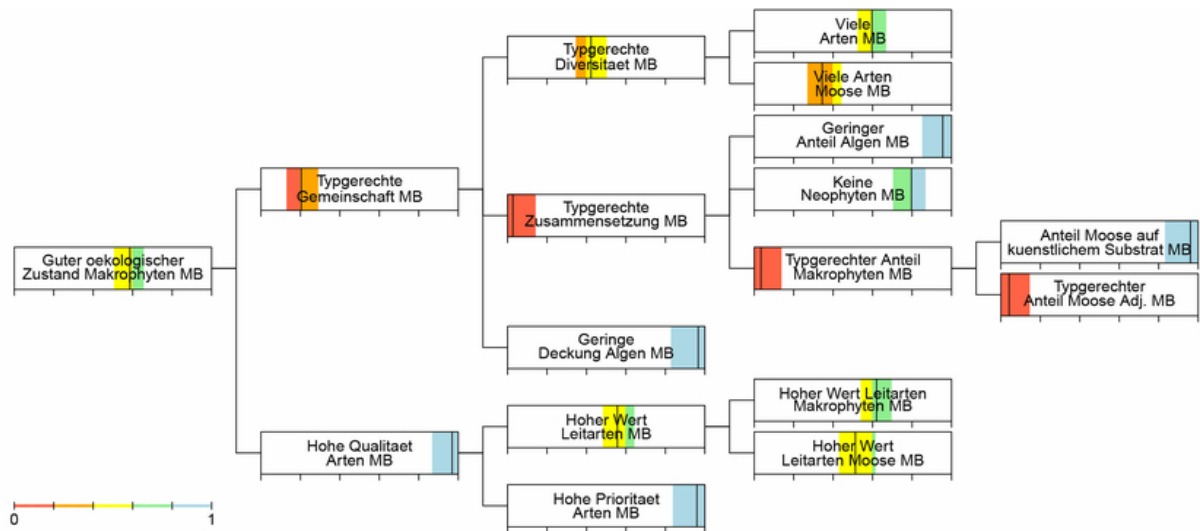 Viele
Arten MB
Typgerechte
Diversitaet MB
Viele Arten
Moose MB
Geringer
Anteil Algen MB
Typgerechte
Gemeinschaft MB
Keine
Neophyten MB
Typgerechte
Zusammensetzung MB
Guter oekologischer
Zustand Makrophyten MB
Typgerechter Anteil
Makrophyten MB
Anteil Moose auf
kuenstlichem Substrat MB
Typgerechter
Anteil Moose Adj. MB
Geringe
Deckung Algen MB
Hoher Wert Leitarten
Makrophyten MB
Hoher Wert
Leitarten MB
Hohe Qualitaet
Arten MB
Hoher Wert
Leitarten Moose MB
Hohe Prioritaet
Arten MB
0 1